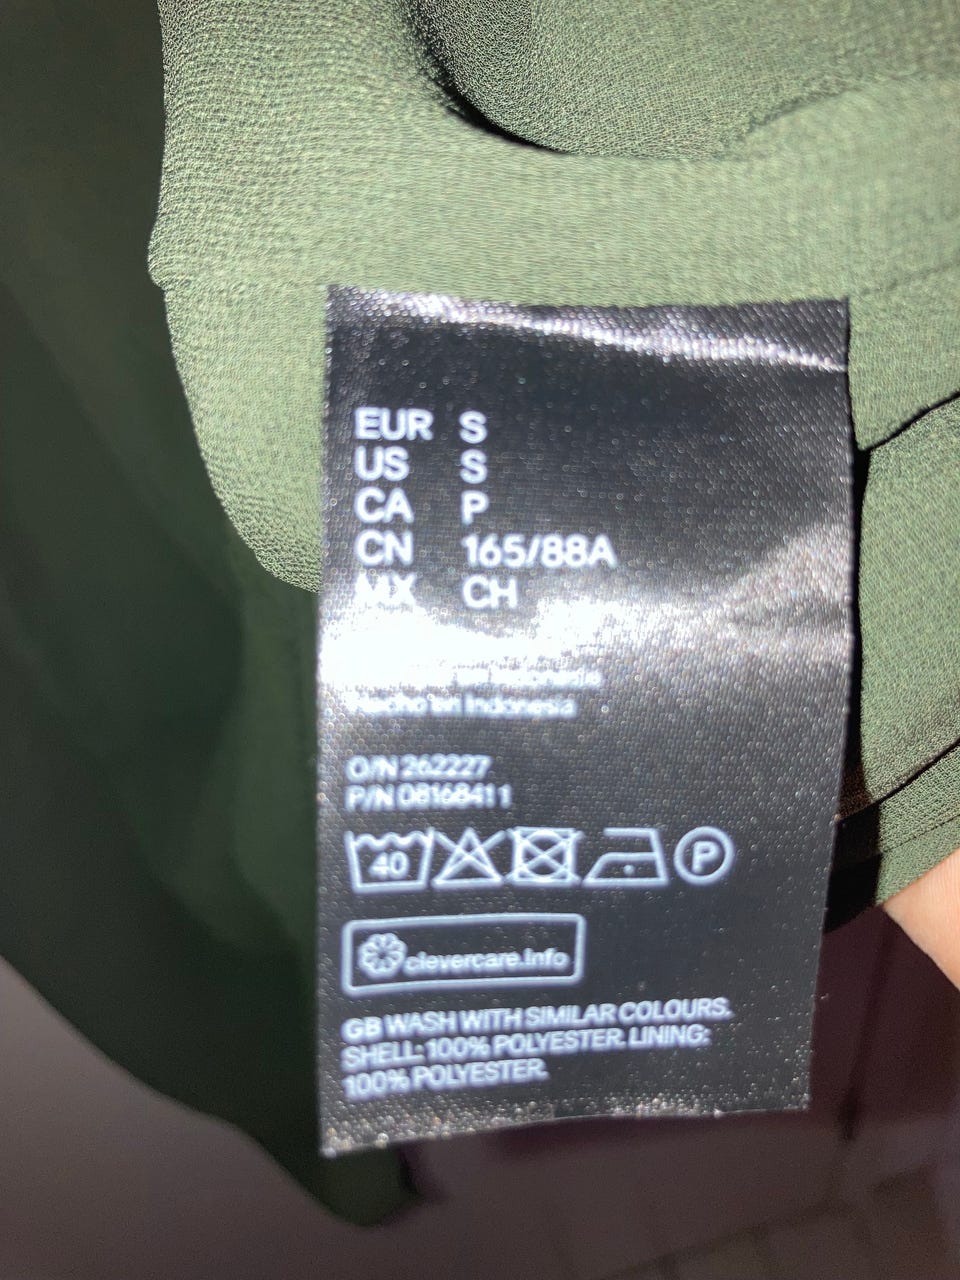 EUR S
US S
CA P
CN 165/88A
MX CH
Hecho en Indonesia
O/N 262227
P/N 08168411
40 P
clevercare.info
GB WASH WITH SIMILAR COLOURS.
SHELL: 100% POLYESTER. LINING:
100% POLYESTER.